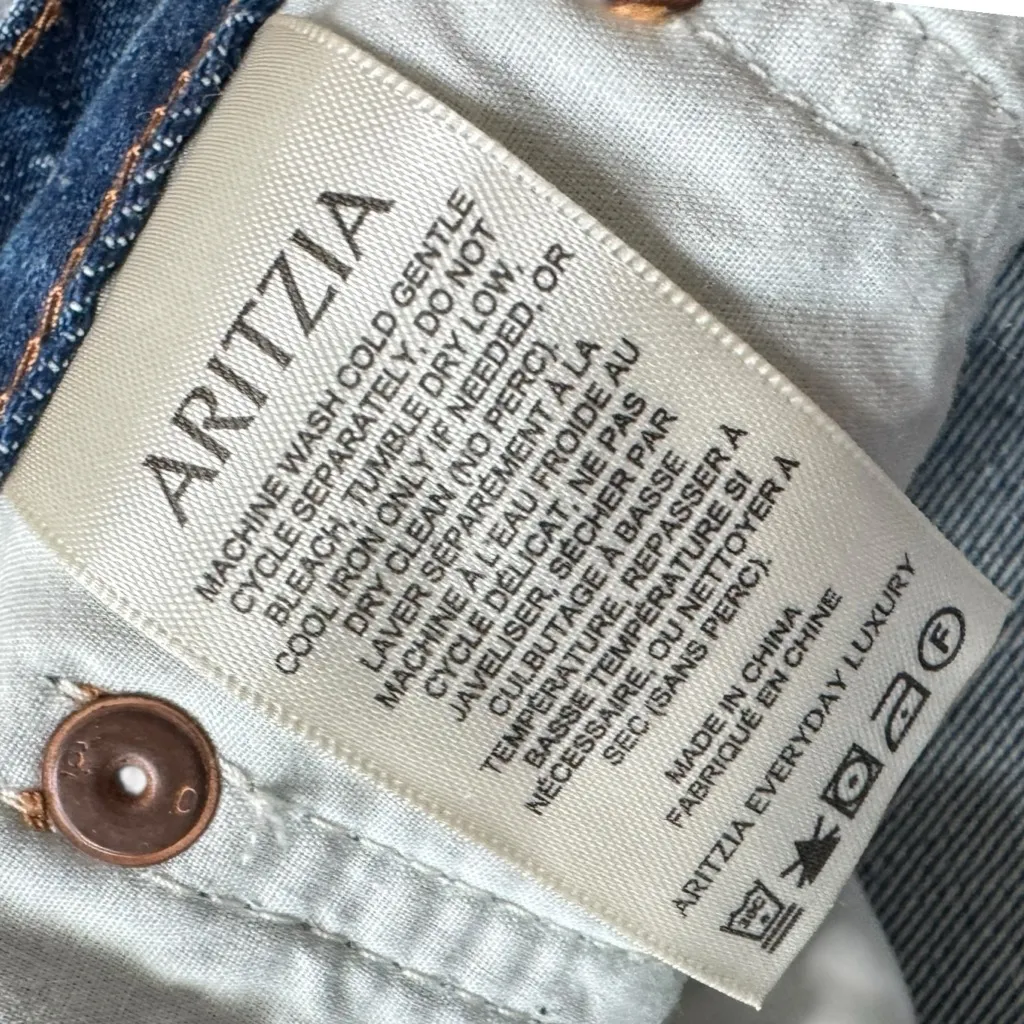 ARITZIA
MACHINE WASH COLD GENTLE
CYCLE SEPARATELY. DO NOT
BLEACH, TUMBLE DRY LOW,
COOL IRON ONLY IF NEEDED, OR
DRY CLEAN (NO PERC).
LAVER SEPARÉMENT À LA
MACHINE À L'EAU FROIDE AU
CYCLE DÉLICAT, NE PAS
JAVELISER, SÉCHER PAR
CULBUTAGE À BASSE
TEMPÉRATURE, REPASSER À
BASSE TEMPÉRATURE SI
NÉCESSAIRE, OU NETTOYER À
SEC (SANS PERC).
MADE IN CHINA
FABRIQUÉ EN CHINE
ARITZIA EVERYDAY LUXURY
30C
F